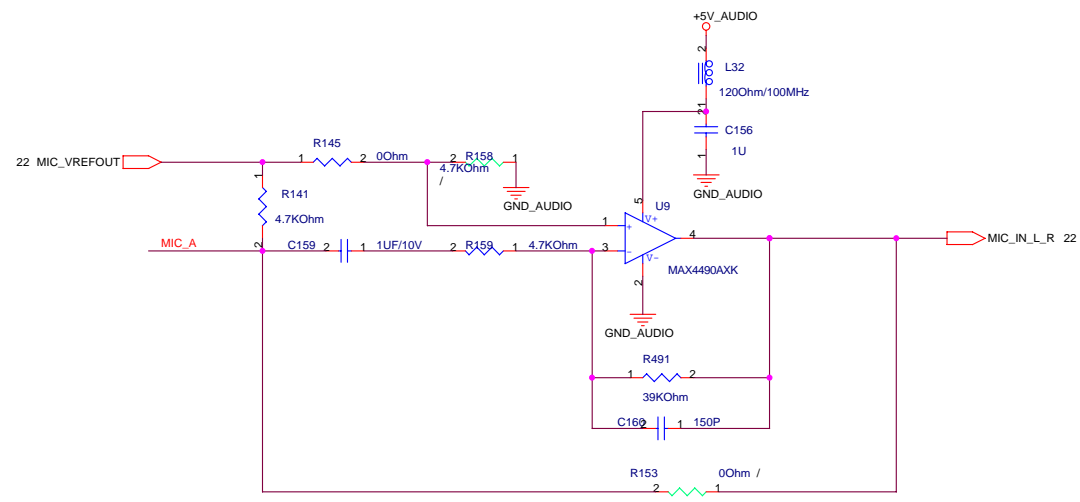 +5V_AUDIO
2
L32
120Ohm/100MHz
1
2
C156
1U
1
GND_AUDIO
22 MIC_VREFOUT
1
R145
2
0Ohm
2
R158
1
4.7KOhm
/
GND_AUDIO
1
R141
4.7KOhm
2
MIC_A
C159
2
1
1UF/10V
2
R159
1
4.7KOhm
5
U9
V+
1
+
3
-
V-
4
MAX4490AXK
2
GND_AUDIO
MIC_IN_L_R 22
R491
1
2
39KOhm
C160
2
1
150P
R153
0Ohm /
2
1